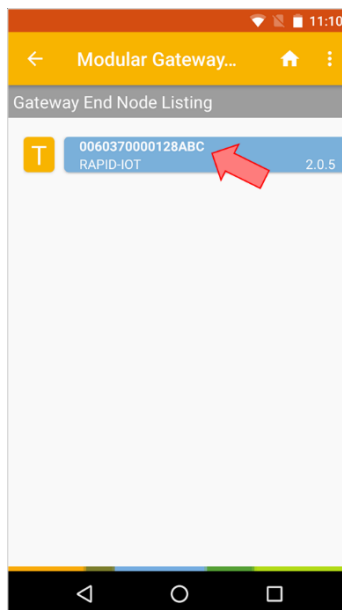 11:10
Modular Gateway...
Gateway End Node Listing
T
0060370000128ABC
RAPID-IOT 2.0.5